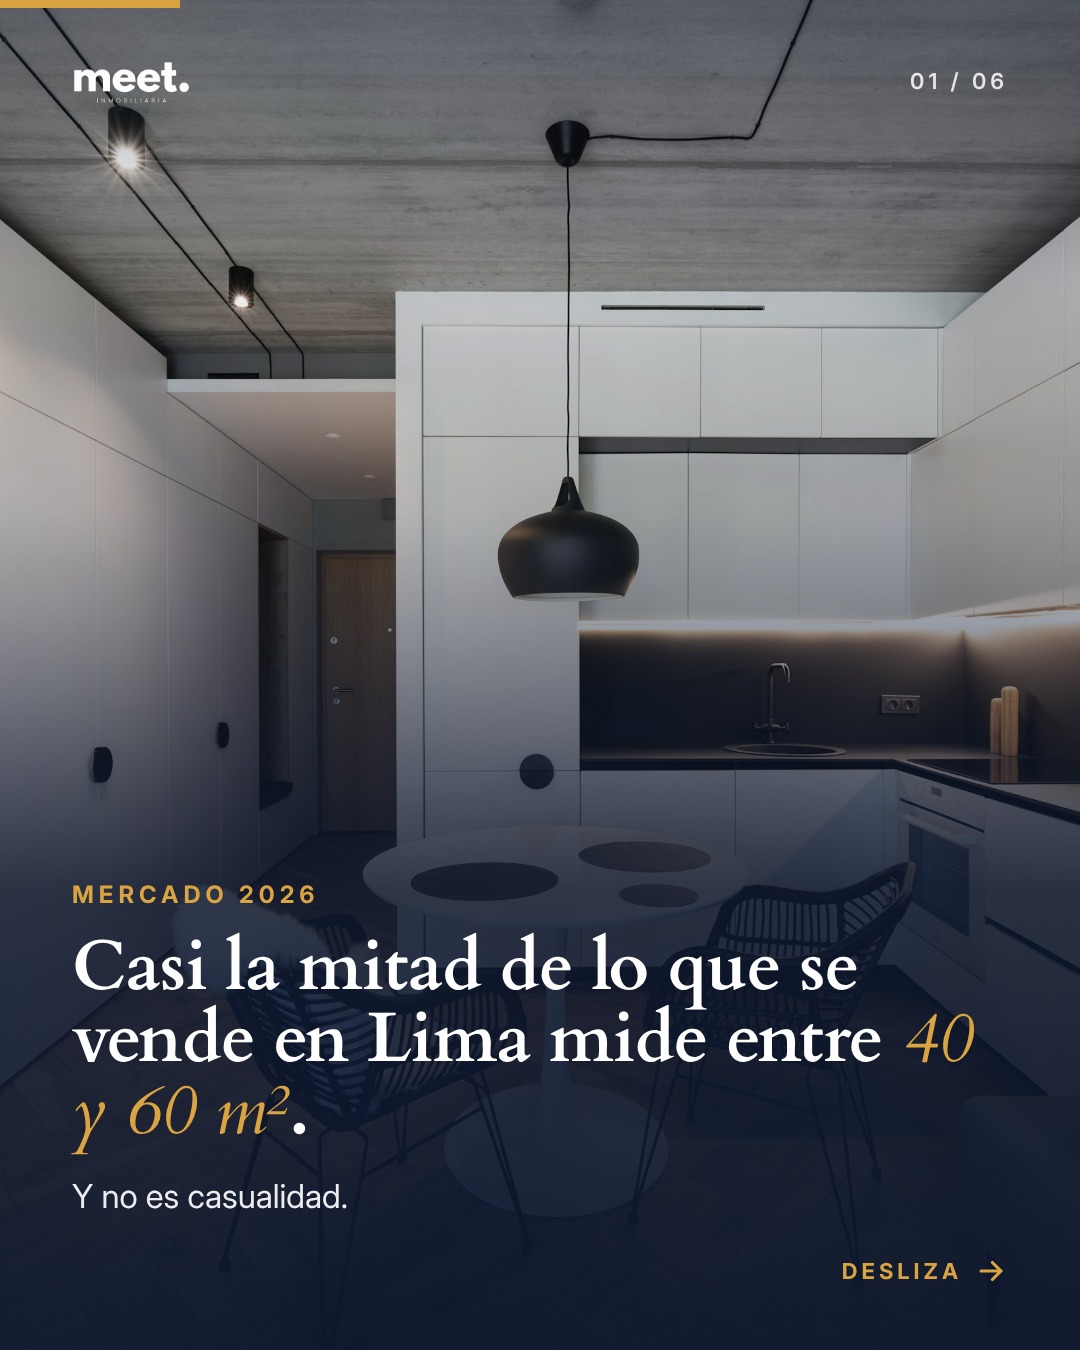 meet.
INMOBILIARIA
01 / 06
MERCADO 2026
Casi la mitad de lo que se
vende en Lima mide entre 40
y 60 m².
Y no es casualidad.
DESLIZA →